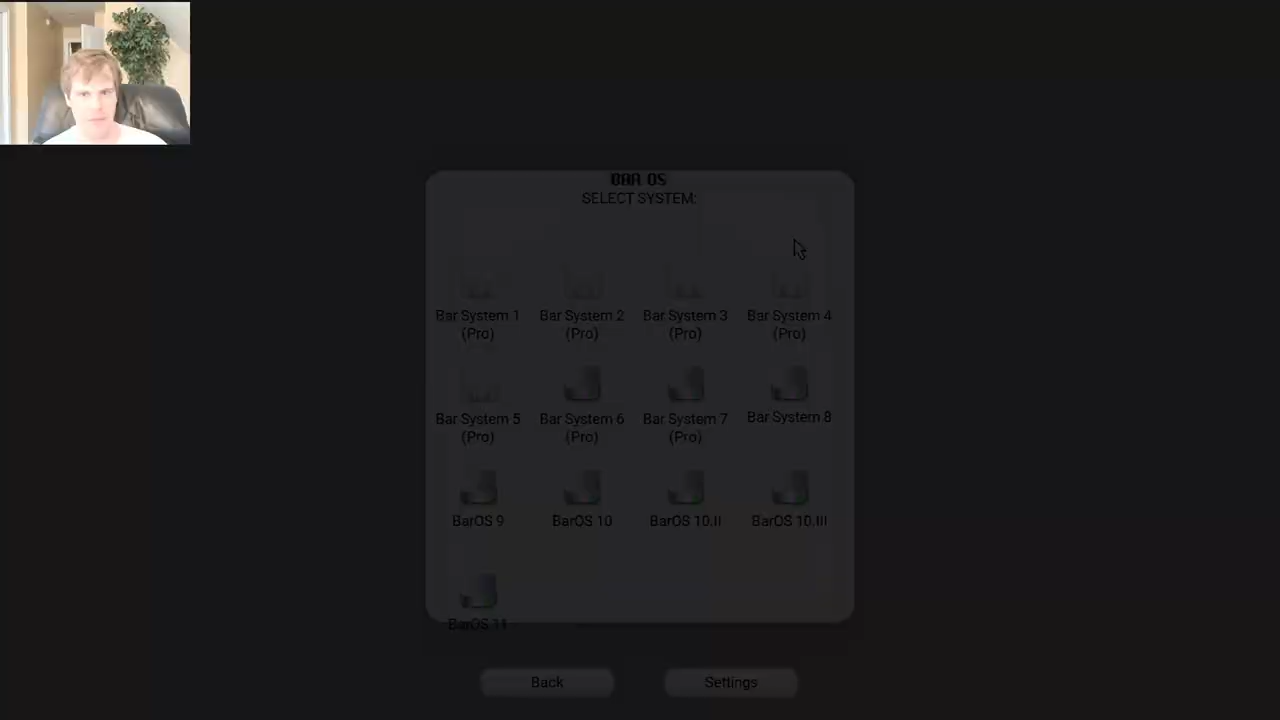 BAR OS
SELECT SYSTEM:
Bar System 1 (Pro)
Bar System 2 (Pro)
Bar System 3 (Pro)
Bar System 4 (Pro)
Bar System 5 (Pro)
Bar System 6 (Pro)
Bar System 7 (Pro)
Bar System 8
BarOS 9
BarOS 10
BarOS 10.II
BarOS 10.III
BarOS 11
Back
Settings